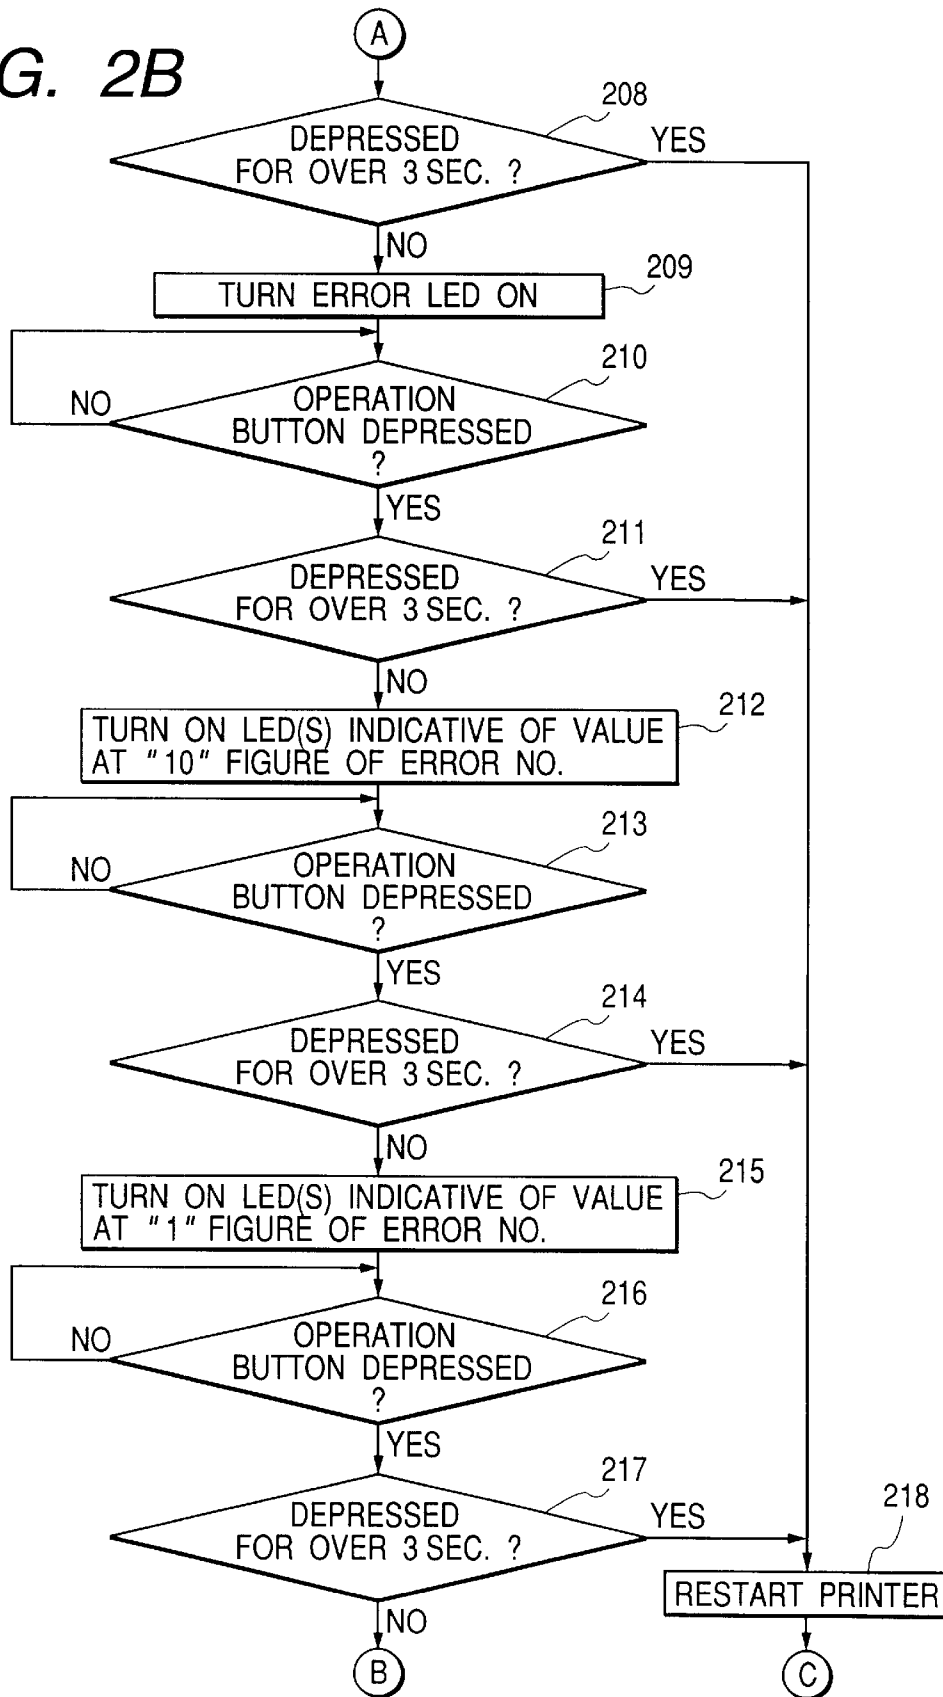 G. 2B
A
208
DEPRESSED
FOR OVER 3 SEC. ?
YES
NO
209
TURN ERROR LED ON
210
OPERATION
BUTTON DEPRESSED
?
NO
YES
211
DEPRESSED
FOR OVER 3 SEC. ?
YES
NO
212
TURN ON LED(S) INDICATIVE OF VALUE
AT "10" FIGURE OF ERROR NO.
213
OPERATION
BUTTON DEPRESSED
?
NO
YES
214
DEPRESSED
FOR OVER 3 SEC. ?
YES
NO
215
TURN ON LED(S) INDICATIVE OF VALUE
AT "1" FIGURE OF ERROR NO.
216
OPERATION
BUTTON DEPRESSED
?
NO
YES
217
DEPRESSED
FOR OVER 3 SEC. ?
YES
218
RESTART PRINTER
NO
B
C